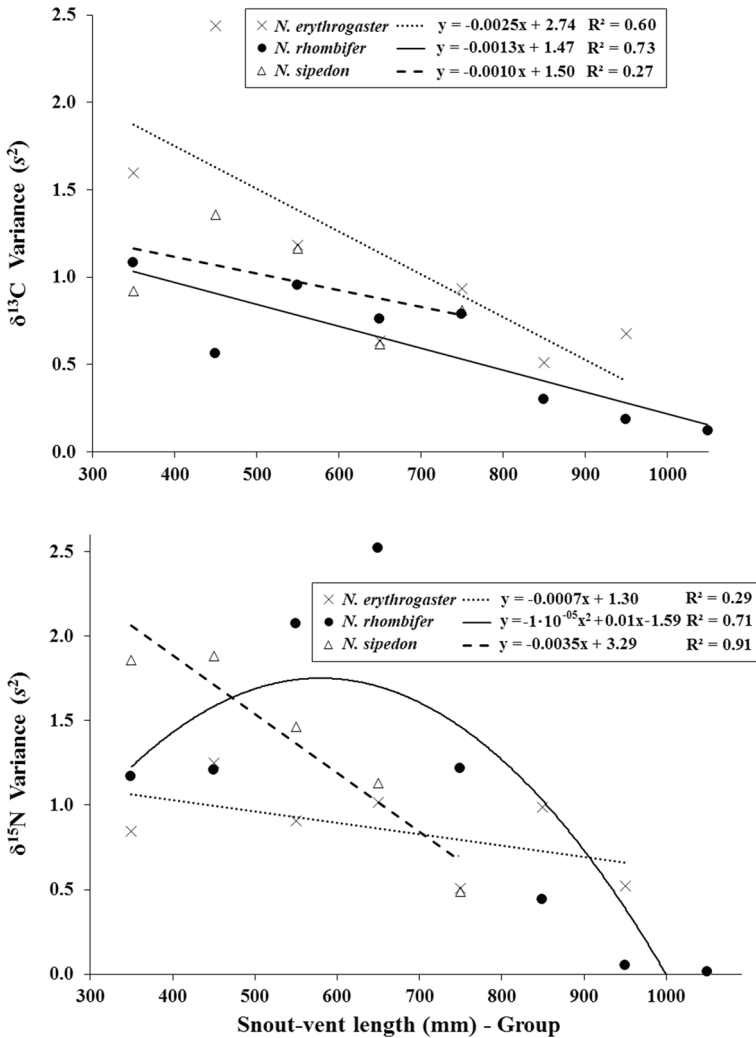 N. erythrogaster y = -0.0025x + 2.74 R² = 0.60
N. rhombifer y = -0.0013x + 1.47 R² = 0.73
N. sipedon y = -0.0010x + 1.50 R² = 0.27
2.5
2.0
1.5
1.0
0.5
0.0
δ¹³C Variance (s²)
300 400 500 600 700 800 900 1000
2.5
2.0
1.5
1.0
0.5
0.0
δ¹⁵N Variance (s²)
N. erythrogaster y = -0.0007x + 1.30 R² = 0.29
N. rhombifer y=-1·10⁻⁰⁵x²+0.01x-1.59 R² = 0.71
N. sipedon y = -0.0035x + 3.29 R² = 0.91
300 400 500 600 700 800 900 1000
Snout-vent length (mm) - Group